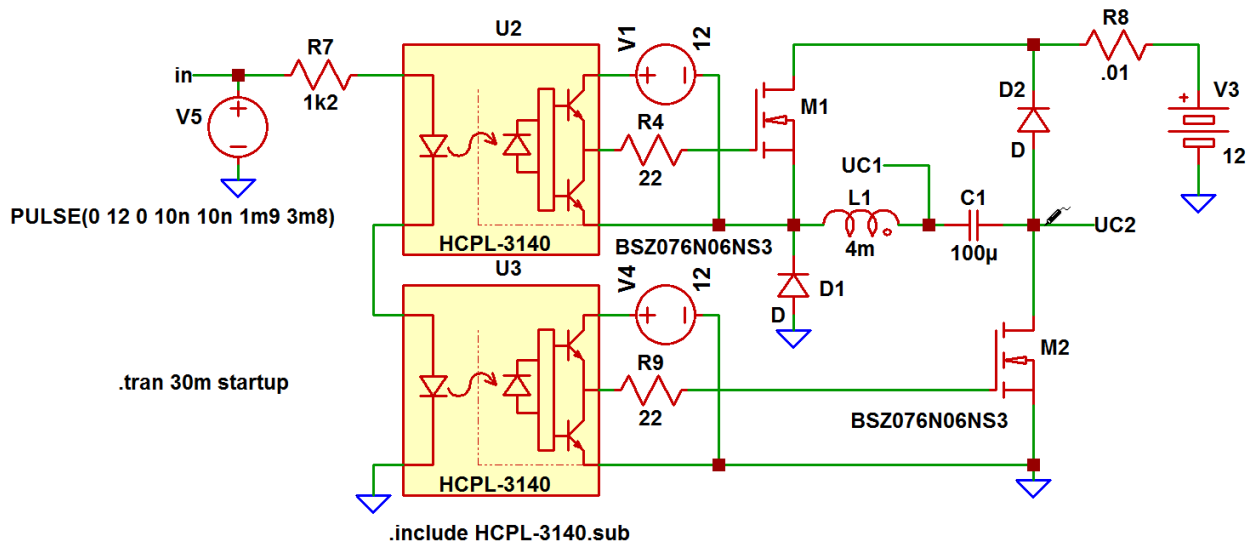 U2
V1
12
R8
.01
R7
in
1k2
V5
PULSE(0 12 0 10n 10n 1m9 3m8)
R4
22
M1
D2
D
V3
+
12
UC1
L1
4m
C1
100µ
UC2
HCPL-3140
BSZ076N06NS3
U3
V4
12
D1
D
M2
R9
22
.tran 30m startup
BSZ076N06NS3
HCPL-3140
.include HCPL-3140.sub